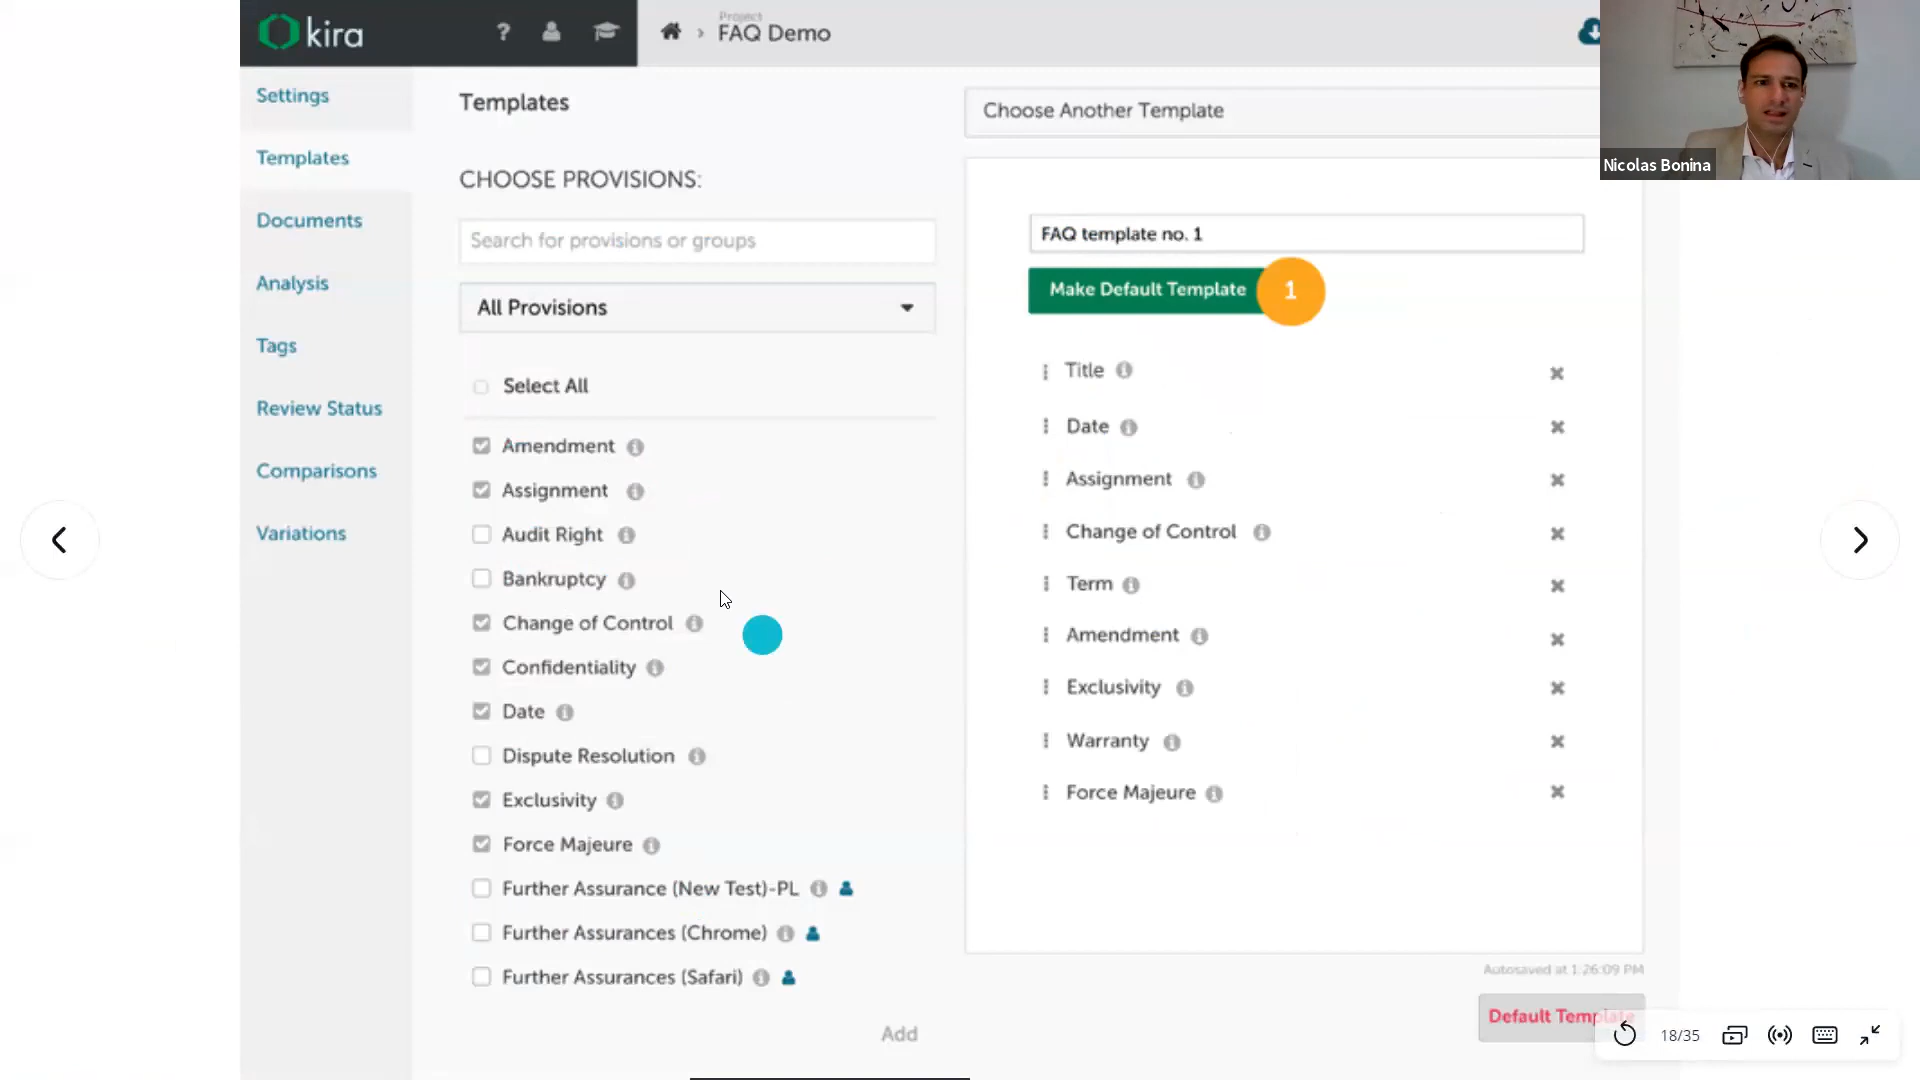 kira
?
Project
FAQ Demo
Nicolas Bonina
Settings
Templates
Documents
Analysis
Tags
Review Status
Comparisons
Variations
Templates
CHOOSE PROVISIONS:
Search for provisions or groups
All Provisions
Select All
Amendment
Assignment
Audit Right
Bankruptcy
Change of Control
Confidentiality
Date
Dispute Resolution
Exclusivity
Force Majeure
Further Assurance (New Test)-PL
Further Assurances (Chrome)
Further Assurances (Safari)
Add
Choose Another Template
FAQ template no. 1
Make Default Template
1
Title
Date
Assignment
Change of Control
Term
Amendment
Exclusivity
Warranty
Force Majeure
Autosaved at 1:26:09 PM
Default Template
18/35